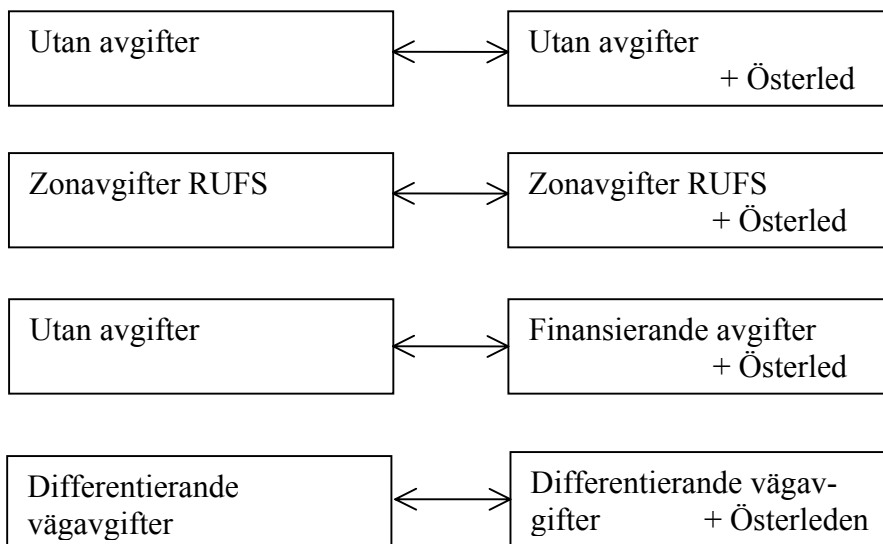 Utan avgifter
Utan avgifter
+ Österled
Zonavgifter RUFS
Zonavgifter RUFS
+ Österled
Utan avgifter
Finansierande avgifter
+ Österled
Differentierande
vägavgifter
Differentierande vägav-
gifter + Österleden